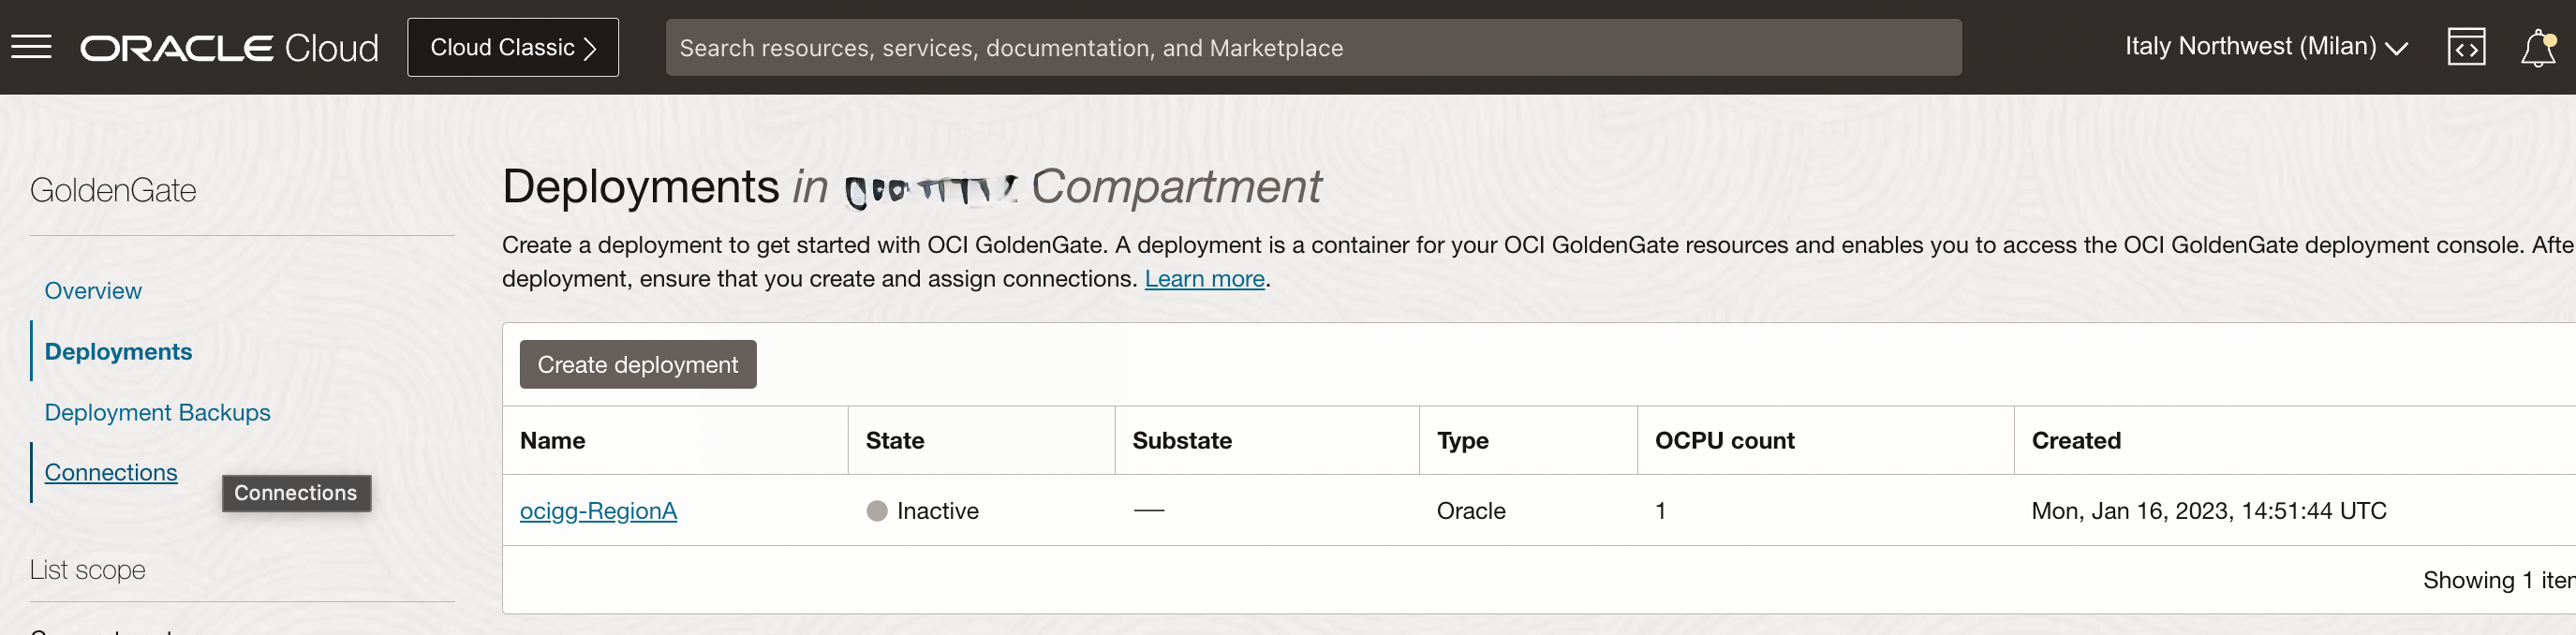 ORACLE Cloud
Cloud Classic
Search resources, services, documentation, and Marketplace
Italy Northwest (Milan)
GoldenGate
Overview
Deployments
Deployment Backups
Connections
Connections
List scope
Deployments in Compartment
Create a deployment to get started with OCI GoldenGate. A deployment is a container for your OCI GoldenGate resources and enables you to access the OCI GoldenGate deployment console. Afte
deployment, ensure that you create and assign connections. Learn more.
Create deployment
Name State Substate Type OCPU count Created
ocigg-RegionA Inactive — Oracle 1 Mon, Jan 16, 2023, 14:51:44 UTC
Showing 1 iter